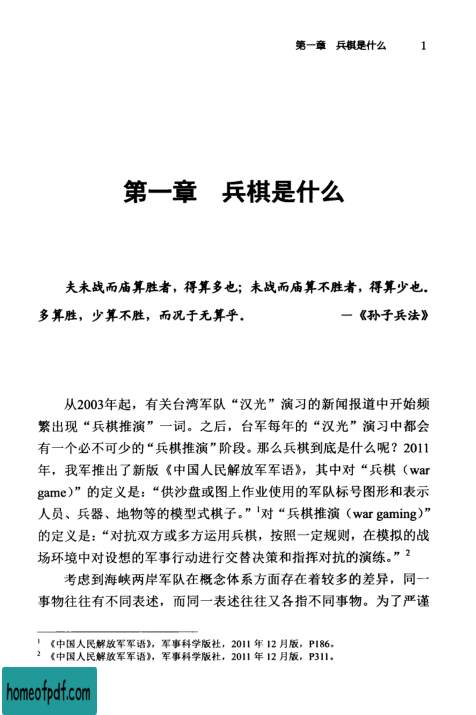 第一章 兵棋是什么 1
第一章 兵棋是什么
夫未战而庙算胜者，得算多也；未战而庙算不胜者，得算少也。
多算胜，少算不胜，而况于无算乎。 —《孙子兵法》
从2003年起，有关台湾军队“汉光”演习的新闻报道中开始频
繁出现“兵棋推演”一词。之后，台军每年的“汉光”演习中都会
有一个必不可少的“兵棋推演”阶段。那么兵棋到底是什么呢？2011
年，我军推出了新版《中国人民解放军军语》，其中对“兵棋（war
game）”的定义是：“供沙盘或图上作业使用的军队标号图形和表示
人员、兵器、地物等的模型式棋子。”1对“兵棋推演（war gaming）”
的定义是：“对抗双方或多方运用兵棋，按照一定规则，在模拟的战
场环境中对设想的军事行动进行交替决策和指挥对抗的演练。”2
考虑到海峡两岸军队在概念体系方面存在着较多的差异，同一
事物往往有不同表述，而同一表述往往又各指不同事物。为了严谨
1 《中国人民解放军军语》，军事科学版社，2011 年 12 月版，P186。
2 《中国人民解放军军语》，军事科学版社，2011 年 12 月版，P311。
homeofpdf.com